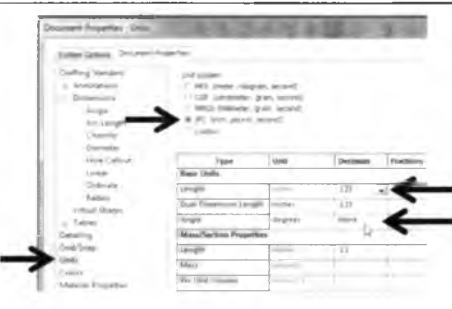 Document Properties - Units
System Options Document Properties
Drafting Standard
Annotations
Dimensions
Angle
Arc Length
Chamfer
Diameter
Hole Callout
Linear
Ordinate
Radius
Virtual Sharps
Tables
Detailing
Grid/Snap
Units
Colors
Material Properties
Unit system
MKS (meter, kilogram, second)
CGS (centimeter, gram, second)
MMGS (millimeter, gram, second)
IPS (inch, pound, second)
Custom
Type Unit Decimals Fractions
Basic Units
Length inches .123
Dual Dimension Length inches .123
Angle degrees None
Mass/Section Properties
Length inches .12
Mass
Per Unit Volume